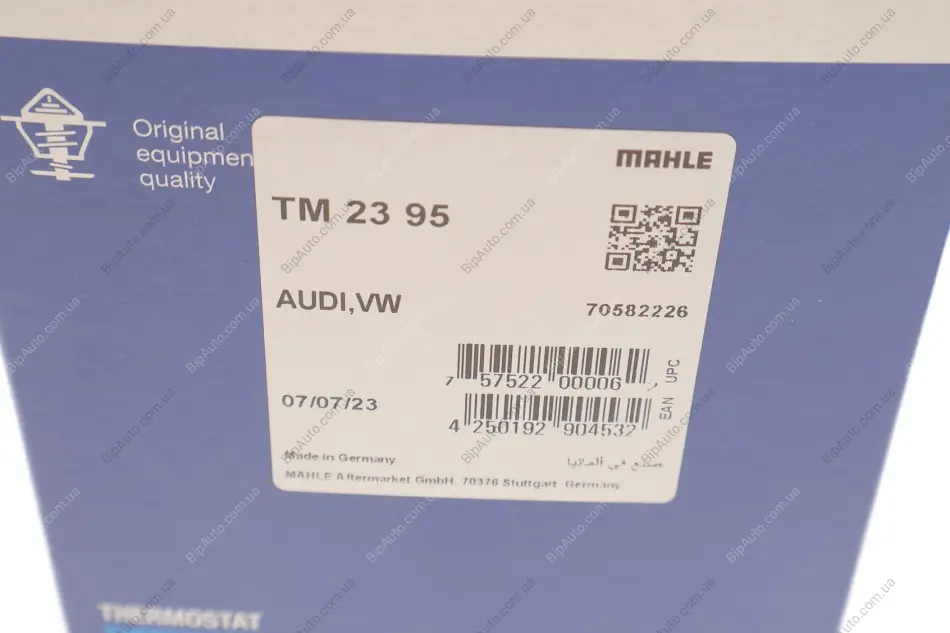 Original
equipmen
quality
MAHLE
TM 23 95
AUDI,VW
70582226
7 57522 00006
UPC
07/07/23
4 250192 904532
EAN
Made in Germany
صنع في ألمانيا
MAHLE Aftermarket GmbH, 70376 Stuttgart Germany
THERMOSTAT
BipAuto.com.ua